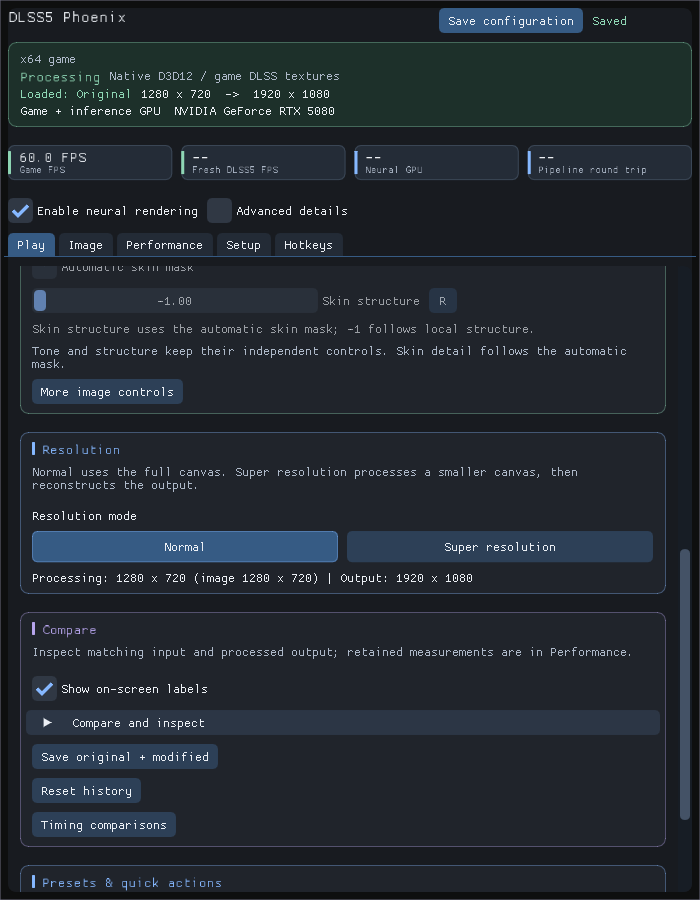 DLSS5 Phoenix
Save configuration
Saved
x64 game
Processing Native D3D12 / game DLSS textures
Loaded: Original 1280 x 720 -> 1920 x 1080
Game + inference GPU NVIDIA GeForce RTX 5080
60.0 FPS
Game FPS
--
Fresh DLSS5 FPS
--
Neural GPU
--
Pipeline round trip
Enable neural rendering
Advanced details
Play
Image
Performance
Setup
Hotkeys
Automatic skin mask
-1.00
Skin structure
R
Skin structure uses the automatic skin mask; -1 follows local structure.
Tone and structure keep their independent controls. Skin detail follows the automatic
mask.
More image controls
Resolution
Normal uses the full canvas. Super resolution processes a smaller canvas, then
reconstructs the output.
Resolution mode
Normal
Super resolution
Processing: 1280 x 720 (image 1280 x 720) | Output: 1920 x 1080
Compare
Inspect matching input and processed output; retained measurements are in Performance.
Show on-screen labels
Compare and inspect
Save original + modified
Reset history
Timing comparisons
Presets & quick actions